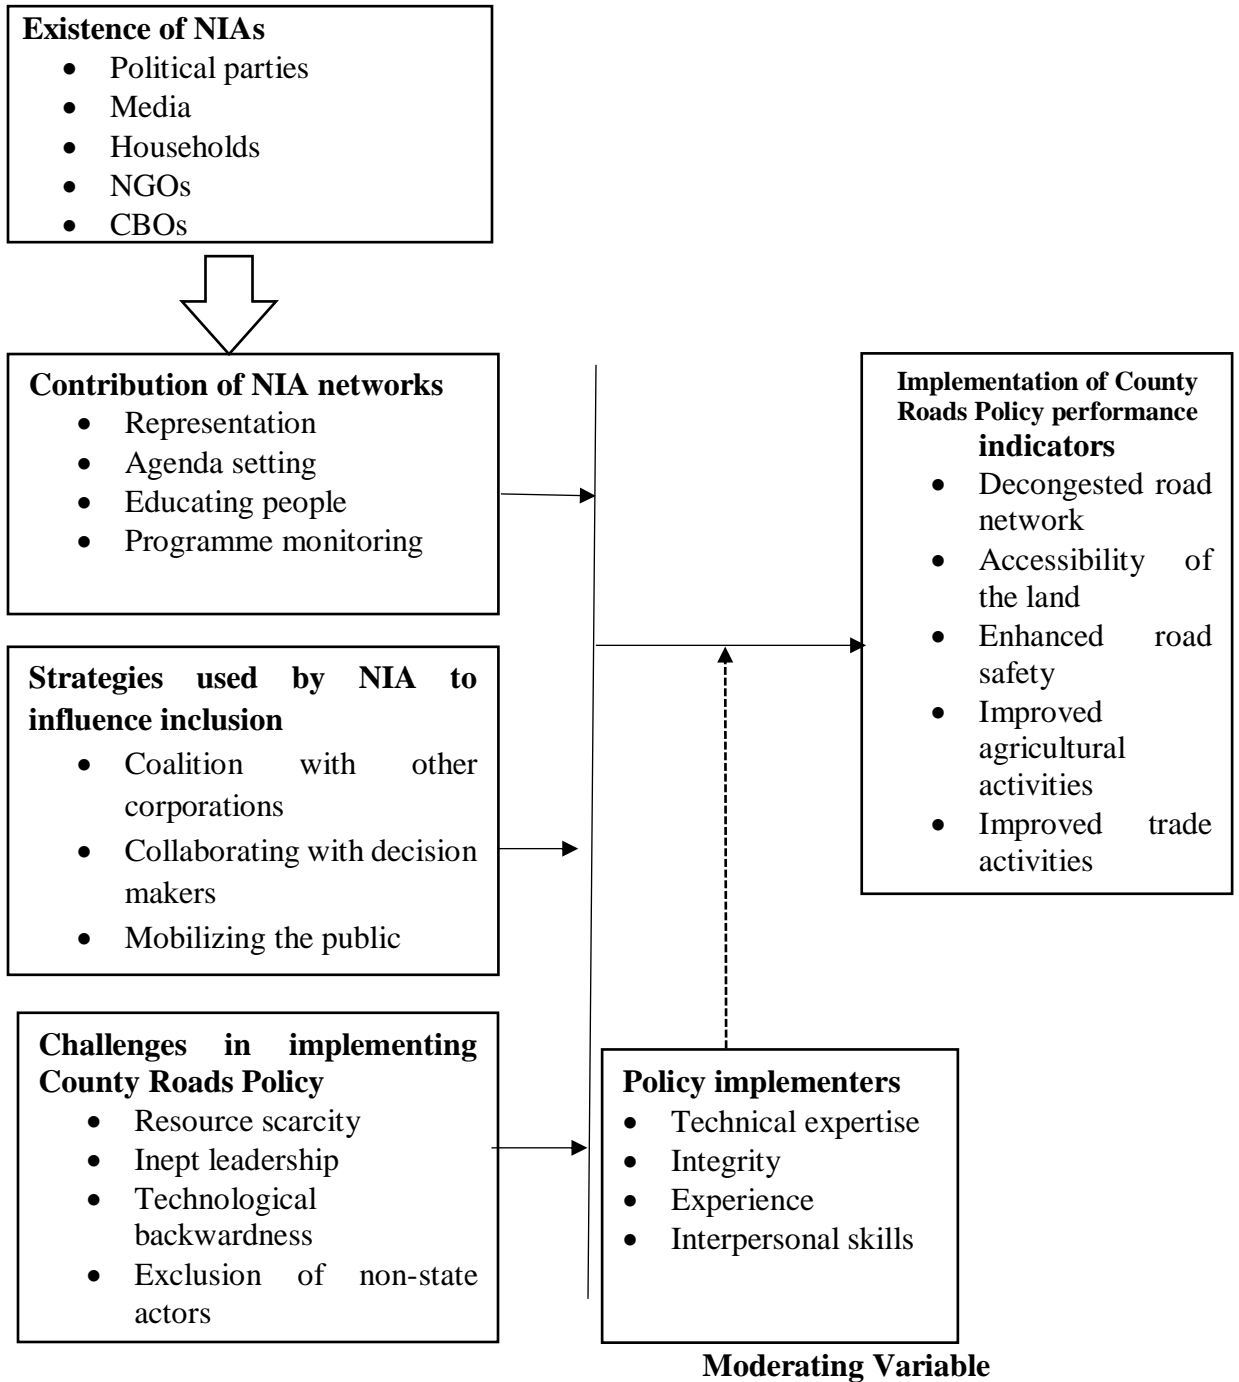 Existence of NIAs
• Political parties
• Media
• Households
• NGOs
• CBOs
Contribution of NIA networks
• Representation
• Agenda setting
• Educating people
• Programme monitoring
Strategies used by NIA to
influence inclusion
• Coalition with other
corporations
• Collaborating with decision
makers
• Mobilizing the public
Challenges in implementing
County Roads Policy
• Resource scarcity
• Inept leadership
• Technological
backwardness
• Exclusion of non-state
actors
Implementation of County
Roads Policy performance
indicators
• Decongested road
network
• Accessibility of
the land
• Enhanced road
safety
• Improved
agricultural
activities
• Improved trade
activities
Policy implementers
• Technical expertise
• Integrity
• Experience
• Interpersonal skills
Moderating Variable